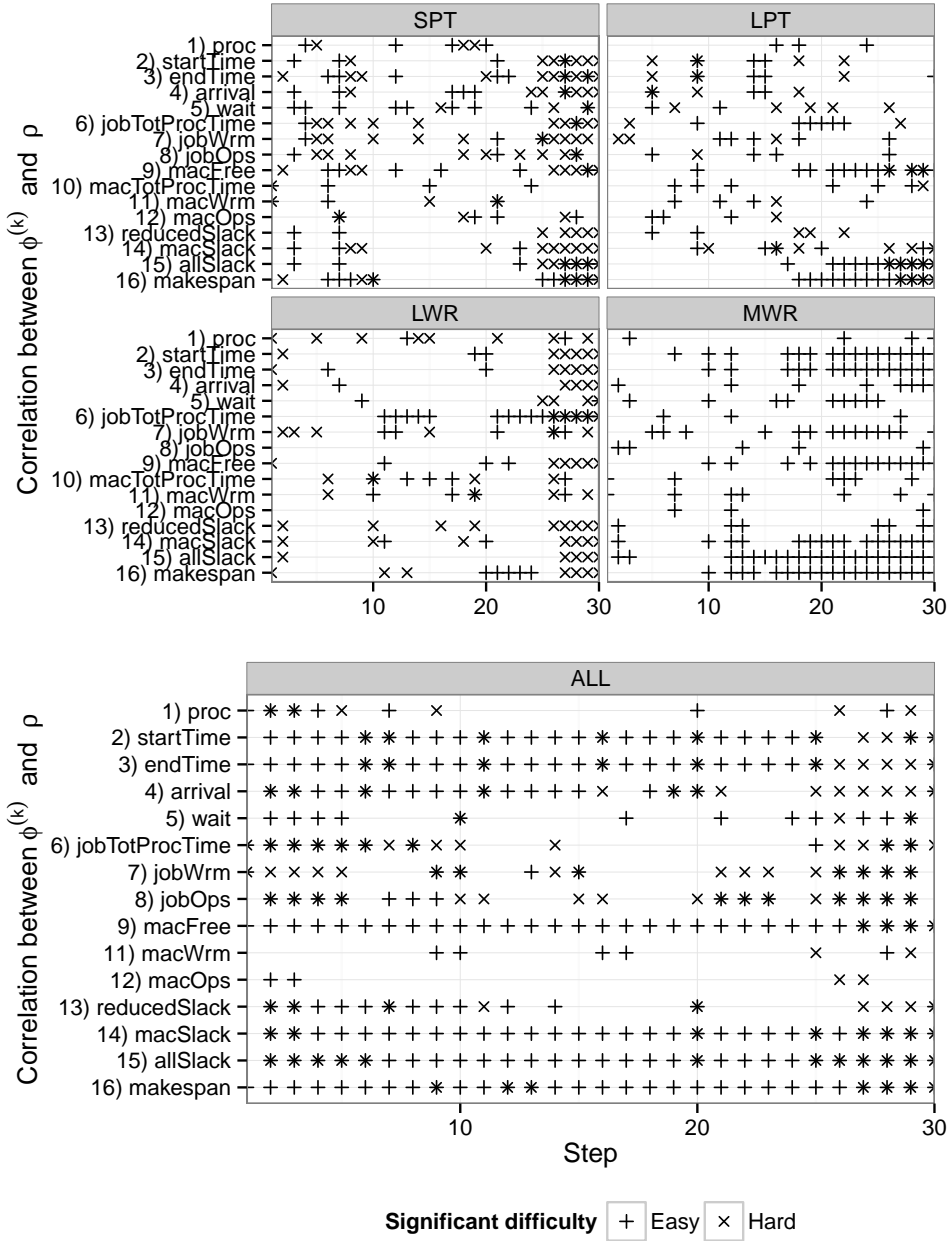 SPT
LPT
Correlation between ϕ(k) and ρ
1) proc
2) startTime
3) endTime
4) arrival
5) wait
6) jobTotProcTime
7) jobWrm
8) jobOps
9) macFree
10) macTotProcTime
11) macWrm
12) macOps
13) reducedSlack
14) macSlack
15) allSlack
16) makespan
LWR
MWR
1) proc
2) startTime
3) endTime
4) arrival
5) wait
6) jobTotProcTime
7) jobWrm
8) jobOps
9) macFree
10) macTotProcTime
11) macWrm
12) macOps
13) reducedSlack
14) macSlack
15) allSlack
16) makespan
10 20 30 10 20 30
ALL
Correlation between ϕ(k) and ρ
1) proc
2) startTime
3) endTime
4) arrival
5) wait
6) jobTotProcTime
7) jobWrm
8) jobOps
9) macFree
11) macWrm
12) macOps
13) reducedSlack
14) macSlack
15) allSlack
16) makespan
10 20 30
Step
Significant difficulty Easy Hard